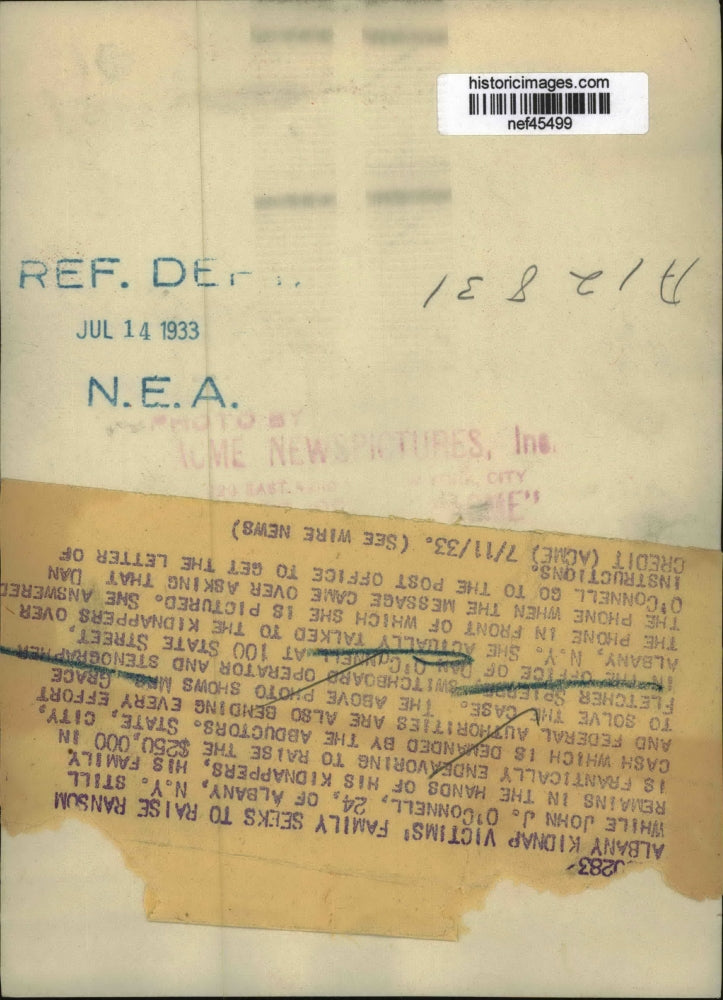 historicimages.com
nef45499
A12831
REF. DE
JUL 14 1933
N.E.A.
PHOTO BY
ACME NEWSPICTURES, Inc.
EAST CITY
J283
ALBANY KIDNAP VICTIMS' FAMILY SEEKS TO RAISE RANSOM
WHILE JOHN J. O'CONNELL, 24, OF ALBANY, N.Y. STILL
REMAINS IN THE HANDS OF HIS KIDNAPPERS, HIS FAMILY
IS FRANTICALLY ENDEAVORING TO RAISE THE $250,000 IN
CASH WHICH IS DEMANDED BY THE ABDUCTORS. STATE, CITY,
AND FEDERAL AUTHORITIES ARE ALSO BENDING EVERY EFFORT
TO SOLVE THE CASE. THE ABOVE PHOTO SHOWS MRS. GRACE
FLETCHER SWITCHBOARD OPERATOR AND STENOGRAPHER
IN THE OFFICE OF DAN O'CONNELL AT 100 STATE STREET,
ALBANY, N.Y. SHE ACTUALLY TALKED TO THE KIDNAPPERS OVER
THE PHONE IN FRONT OF WHICH SHE IS PICTURED. SHE ANSWERED
THE PHONE WHEN THE MESSAGE CAME OVER ASKING THAT DAN
O'CONNELL GO TO THE POST OFFICE TO GET THE LETTER OF
INSTRUCTIONS.
CREDIT (ACME) 7/11/33. (SEE WIRE NEWS)